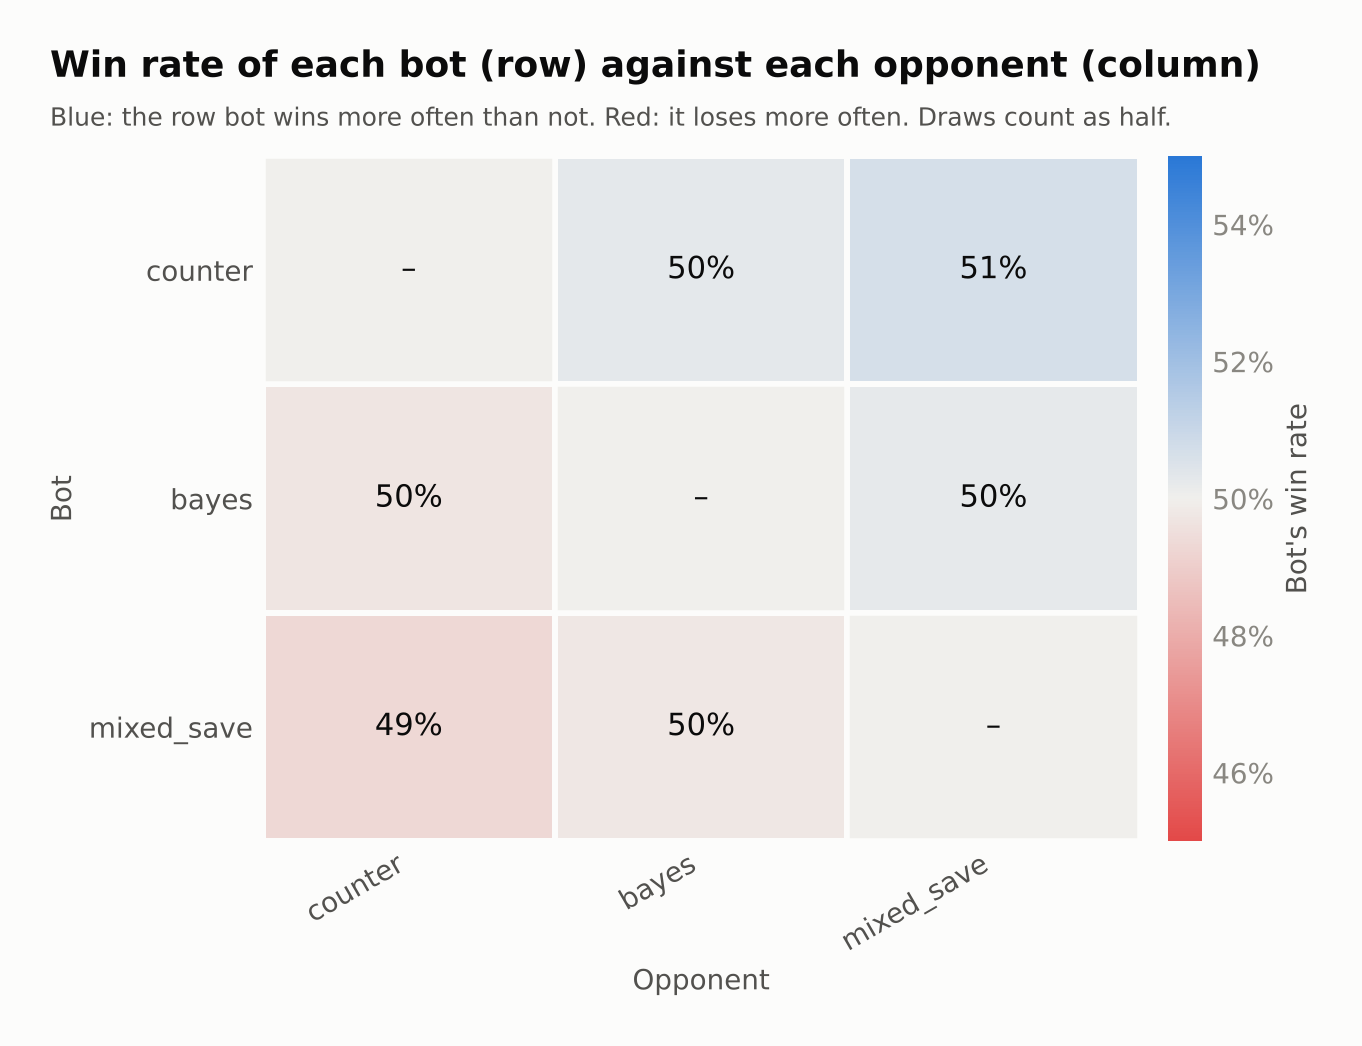 Win rate of each bot (row) against each opponent (column)
Blue: the row bot wins more often than not. Red: it loses more often. Draws count as half.
counter
–
50%
51%
bayes
50%
–
50%
mixed_save
49%
50%
–
counter
bayes
mixed_save
Opponent
Bot
54%
52%
50%
48%
46%
Bot's win rate